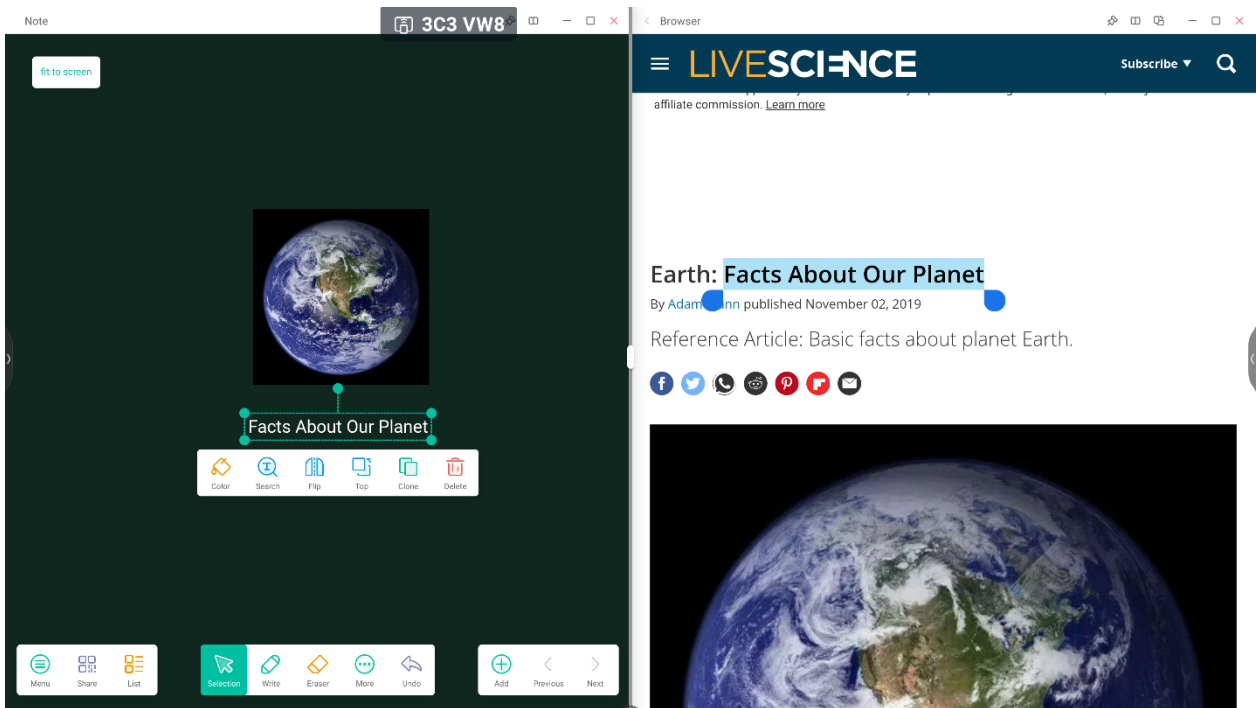 Note
3C3 VW8
fit to screen
Facts About Our Planet
Color
Search
Flip
Top
Clone
Delete
Menu
Share
List
Selection
Write
Eraser
More
Undo
Add
Previous
Next
Browser
LIVESCIENCE
Subscribe
affiliate commission. Learn more
Earth: Facts About Our Planet
By Adam published November 02, 2019
Reference Article: Basic facts about planet Earth.